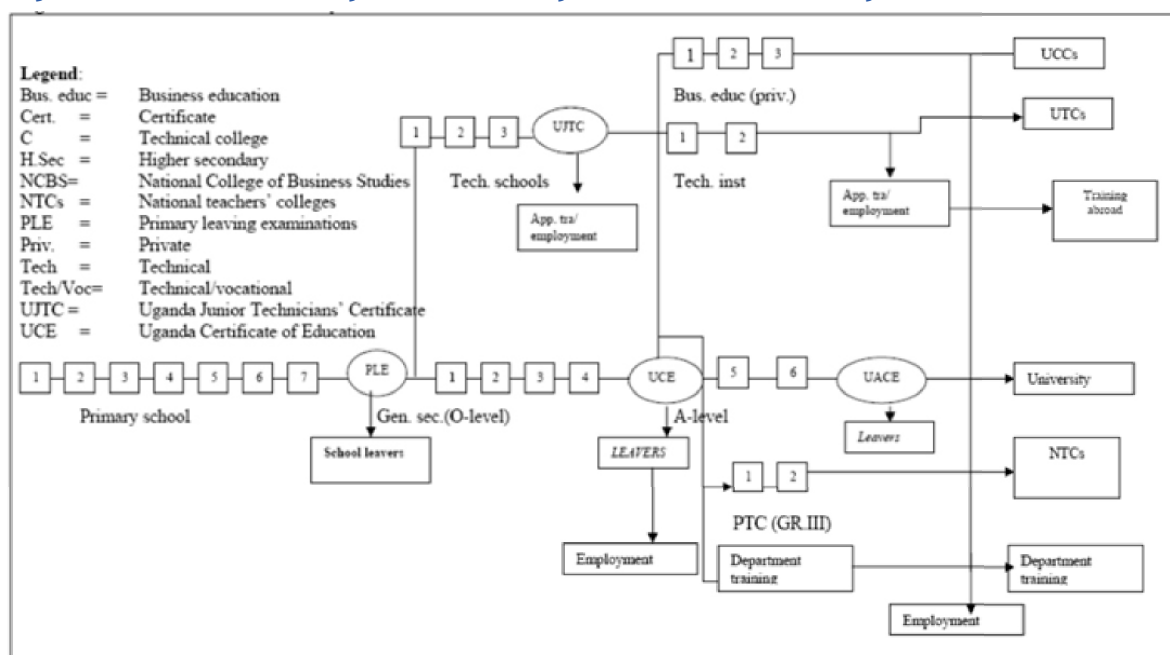 Legend:
Bus. educ = Business education
Cert. = Certificate
C = Technical college
H.Sec = Higher secondary
NCBS= National College of Business Studies
NTCs = National teachers' colleges
PLE = Primary leaving examinations
Priv. = Private
Tech = Technical
Tech/Voc= Technical/vocational
UJTC = Uganda Junior Technicians' Certificate
UCE = Uganda Certificate of Education
1 2 3 UCCs
Bus. educ (priv.)
1 2 3 UJTC
Tech. schools
1 2 UTCs
Tech. inst
App. tra/
employment
App. tra/
employment
Training
abroad
1 2 3 4 5 6 7 PLE 1 2 3 4 UCE 5 6 UACE University
Primary school
Gen. sec.(O-level)
A-level
School leavers
LEAVERS
Leavers
1 2 NTCs
PTC (GR.III)
Employment
Department
training
Department
training
Employment